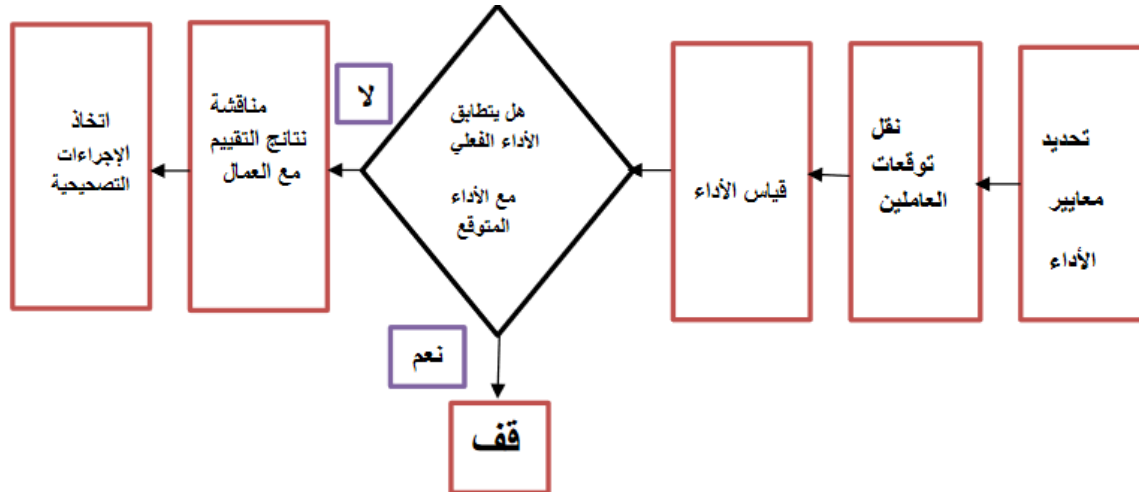 تحديد
معايير
الأداء
نقل
توقعات
العاملين
قياس الأداء
هل يتطابق
الأداء الفعلي
مع الأداء
المتوقع
لا
مناقشة
نتائج التقييم
مع العمال
اتخاذ
الإجراءات
التصحيحية
نعم
قف